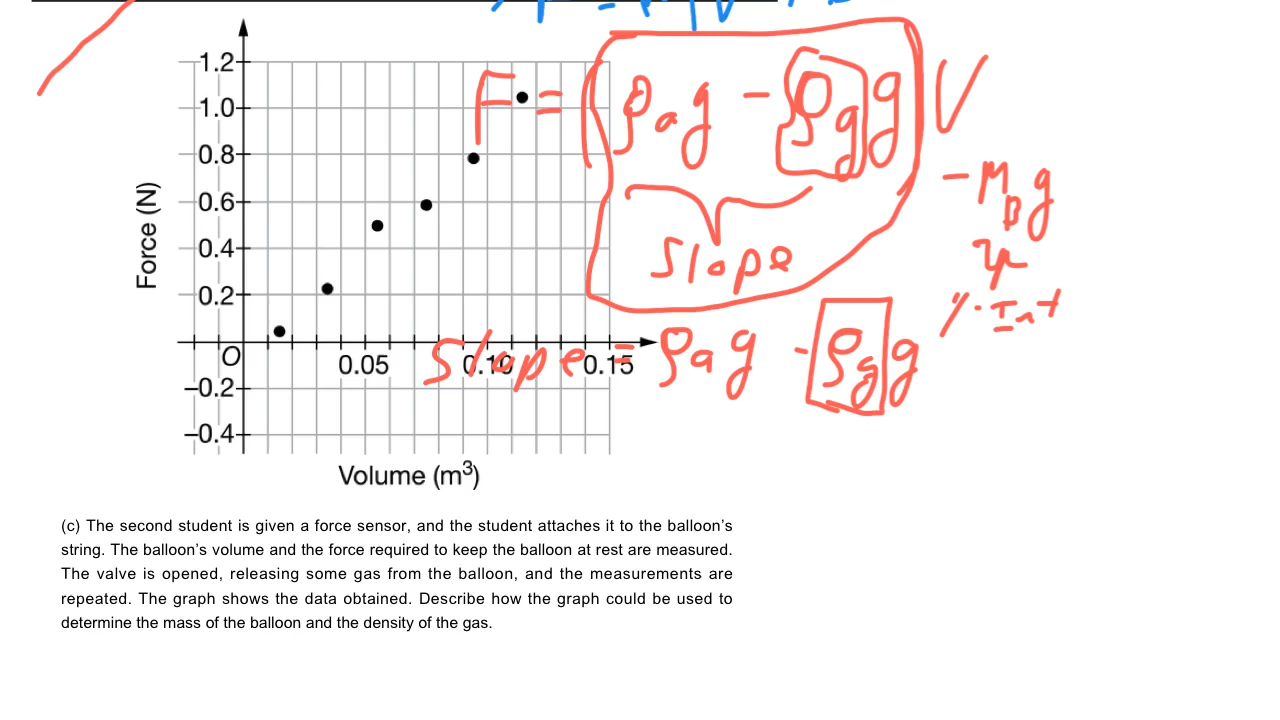 1.2
1.0
0.8
0.6
0.4
0.2
O
0.05
0.10
0.15
−0.2
−0.4
Force (N)
Volume (m³)
F = (ρₐg − ρ_g g) V
− M_B g
slope
y-Int
slope = ρₐg − ρ_g g
(c) The second student is given a force sensor, and the student attaches it to the balloon's
string. The balloon's volume and the force required to keep the balloon at rest are measured.
The valve is opened, releasing some gas from the balloon, and the measurements are
repeated. The graph shows the data obtained. Describe how the graph could be used to
determine the mass of the balloon and the density of the gas.